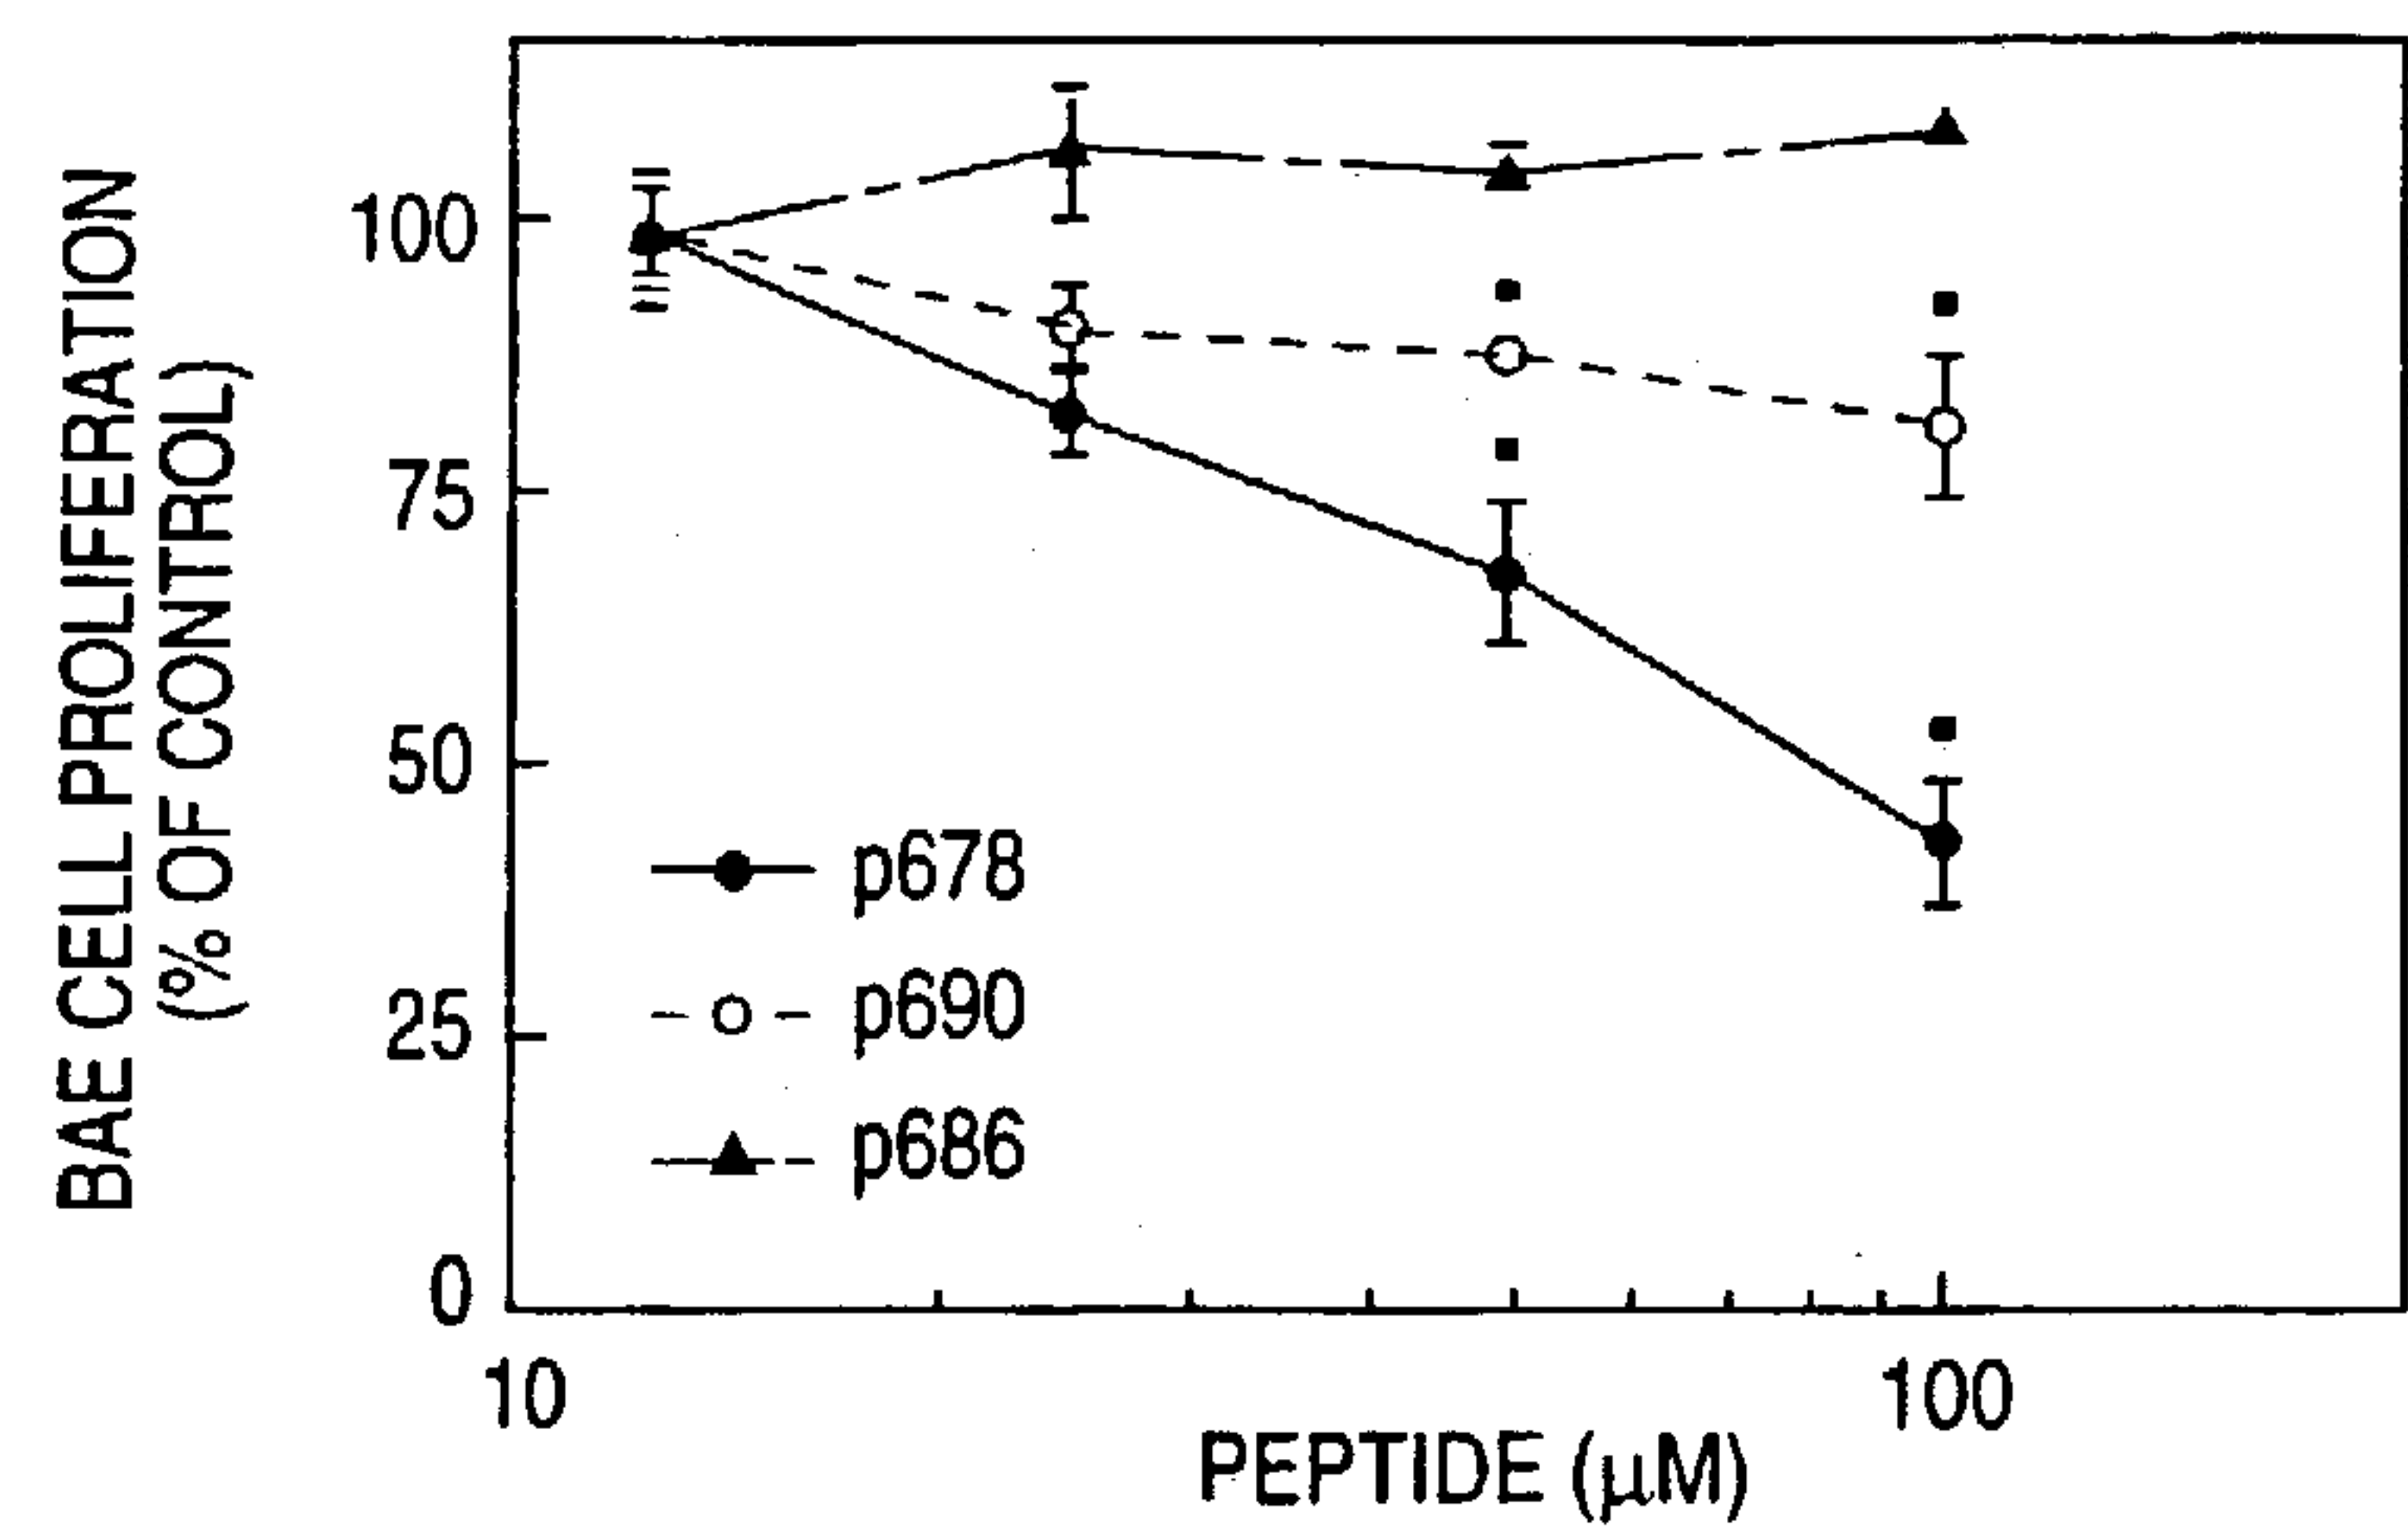 BAE CELL PROLIFERATION
(% OF CONTROL)
100
75
50
25
0
p678
p690
p686
10
100
PEPTIDE (μM)